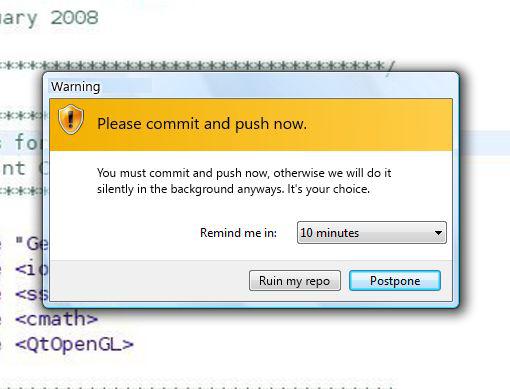 uary 2008
*********************************/
Warning
Please commit and push now.
You must commit and push now, otherwise we will do it
silently in the background anyways. It's your choice.
Remind me in: 10 minutes
Ruin my repo Postpone
for
nt C
"Ge
<io
<ss
<cmath>
<QtOpenGL>